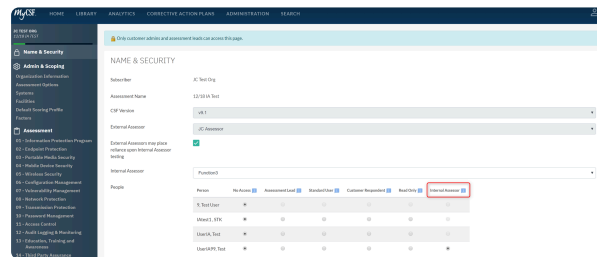 MyCSF.
HOME LIBRARY ANALYTICS CORRECTIVE ACTION PLANS ADMINISTRATION SEARCH
JC TEST ORG
12/18 IA TEST
Name & Security
Admin & Scoping
Organization Information
Assessment Options
Systems
Facilities
Default Scoring Profile
Factors
Assessment
01 - Information Protection Program
02 - Endpoint Protection
03 - Portable Media Security
04 - Mobile Device Security
05 - Wireless Security
06 - Configuration Management
07 - Vulnerability Management
08 - Network Protection
09 - Transmission Protection
10 - Password Management
11 - Access Control
12 - Audit Logging & Monitoring
13 - Education, Training and
Awareness
14 - Third Party Assurance
Only customer admins and assessment leads can access this page.
NAME & SECURITY
Subscriber JC Test Org
Assessment Name 12/18 IA Test
CSF Version v9.1
External Assessor JC Assessor
External Assessors may place
reliance upon Internal Assessor
testing
Internal Assessor Function3
People
Person No Access Assessment Lead Standard User Customer Respondent Read Only Internal Assessor
9, Test User
IAtest1, STK
UserIA, Test
UserIA99, Test